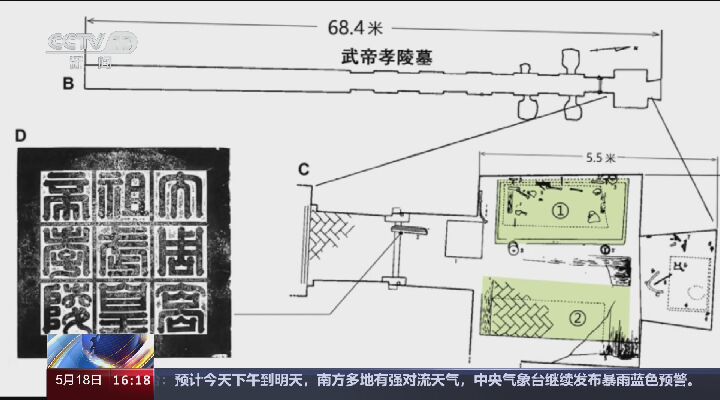 CCTV 13
新闻
68.4米
武帝孝陵墓
B
D
大周高
祖武皇
帝孝陵
C
5.5米
①
②
5月18日 16:18
预计今天下午到明天，南方多地有强对流天气，中央气象台继续发布暴雨蓝色预警。